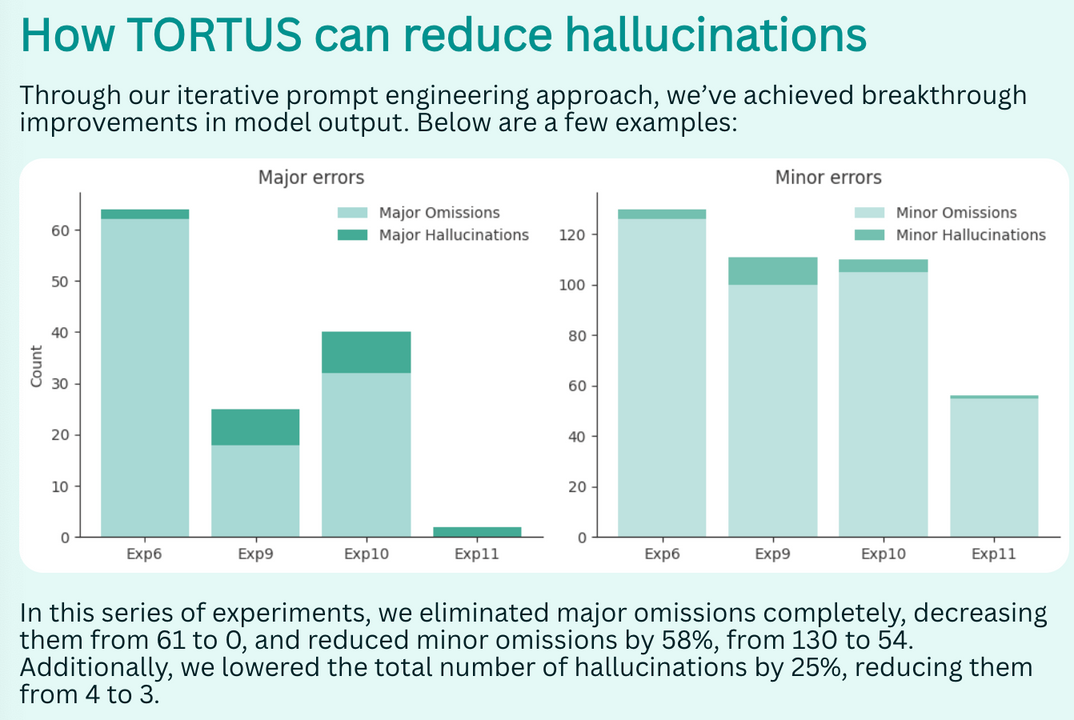 How TORTUS can reduce hallucinations
Through our iterative prompt engineering approach, we’ve achieved breakthrough
improvements in model output. Below are a few examples:
Major errors
Major Omissions
Major Hallucinations
Count
60
50
40
30
20
10
0
Exp6 Exp9 Exp10 Exp11
Minor errors
Minor Omissions
Minor Hallucinations
120
100
80
60
40
20
0
Exp6 Exp9 Exp10 Exp11
In this series of experiments, we eliminated major omissions completely, decreasing
them from 61 to 0, and reduced minor omissions by 58%, from 130 to 54.
Additionally, we lowered the total number of hallucinations by 25%, reducing them
from 4 to 3.